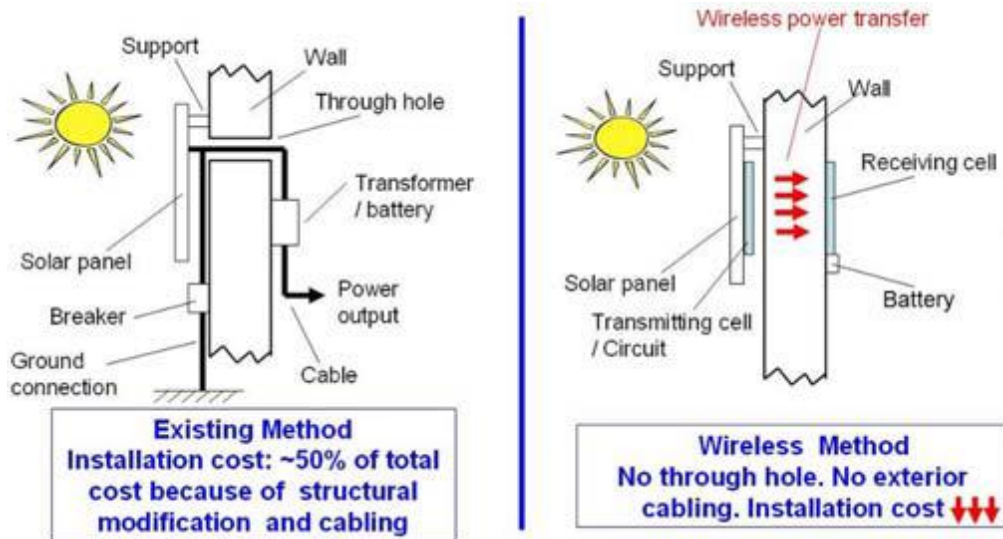 Support
Wall
Through hole
Transformer
/ battery
Solar panel
Breaker
Power
output
Ground
connection
Cable
Existing Method
Installation cost: ~50% of total
cost because of structural
modification and cabling
Wireless power transfer
Support
Wall
Receiving cell
Solar panel
Transmitting cell
/ Circuit
Battery
Wireless Method
No through hole. No exterior
cabling. Installation cost